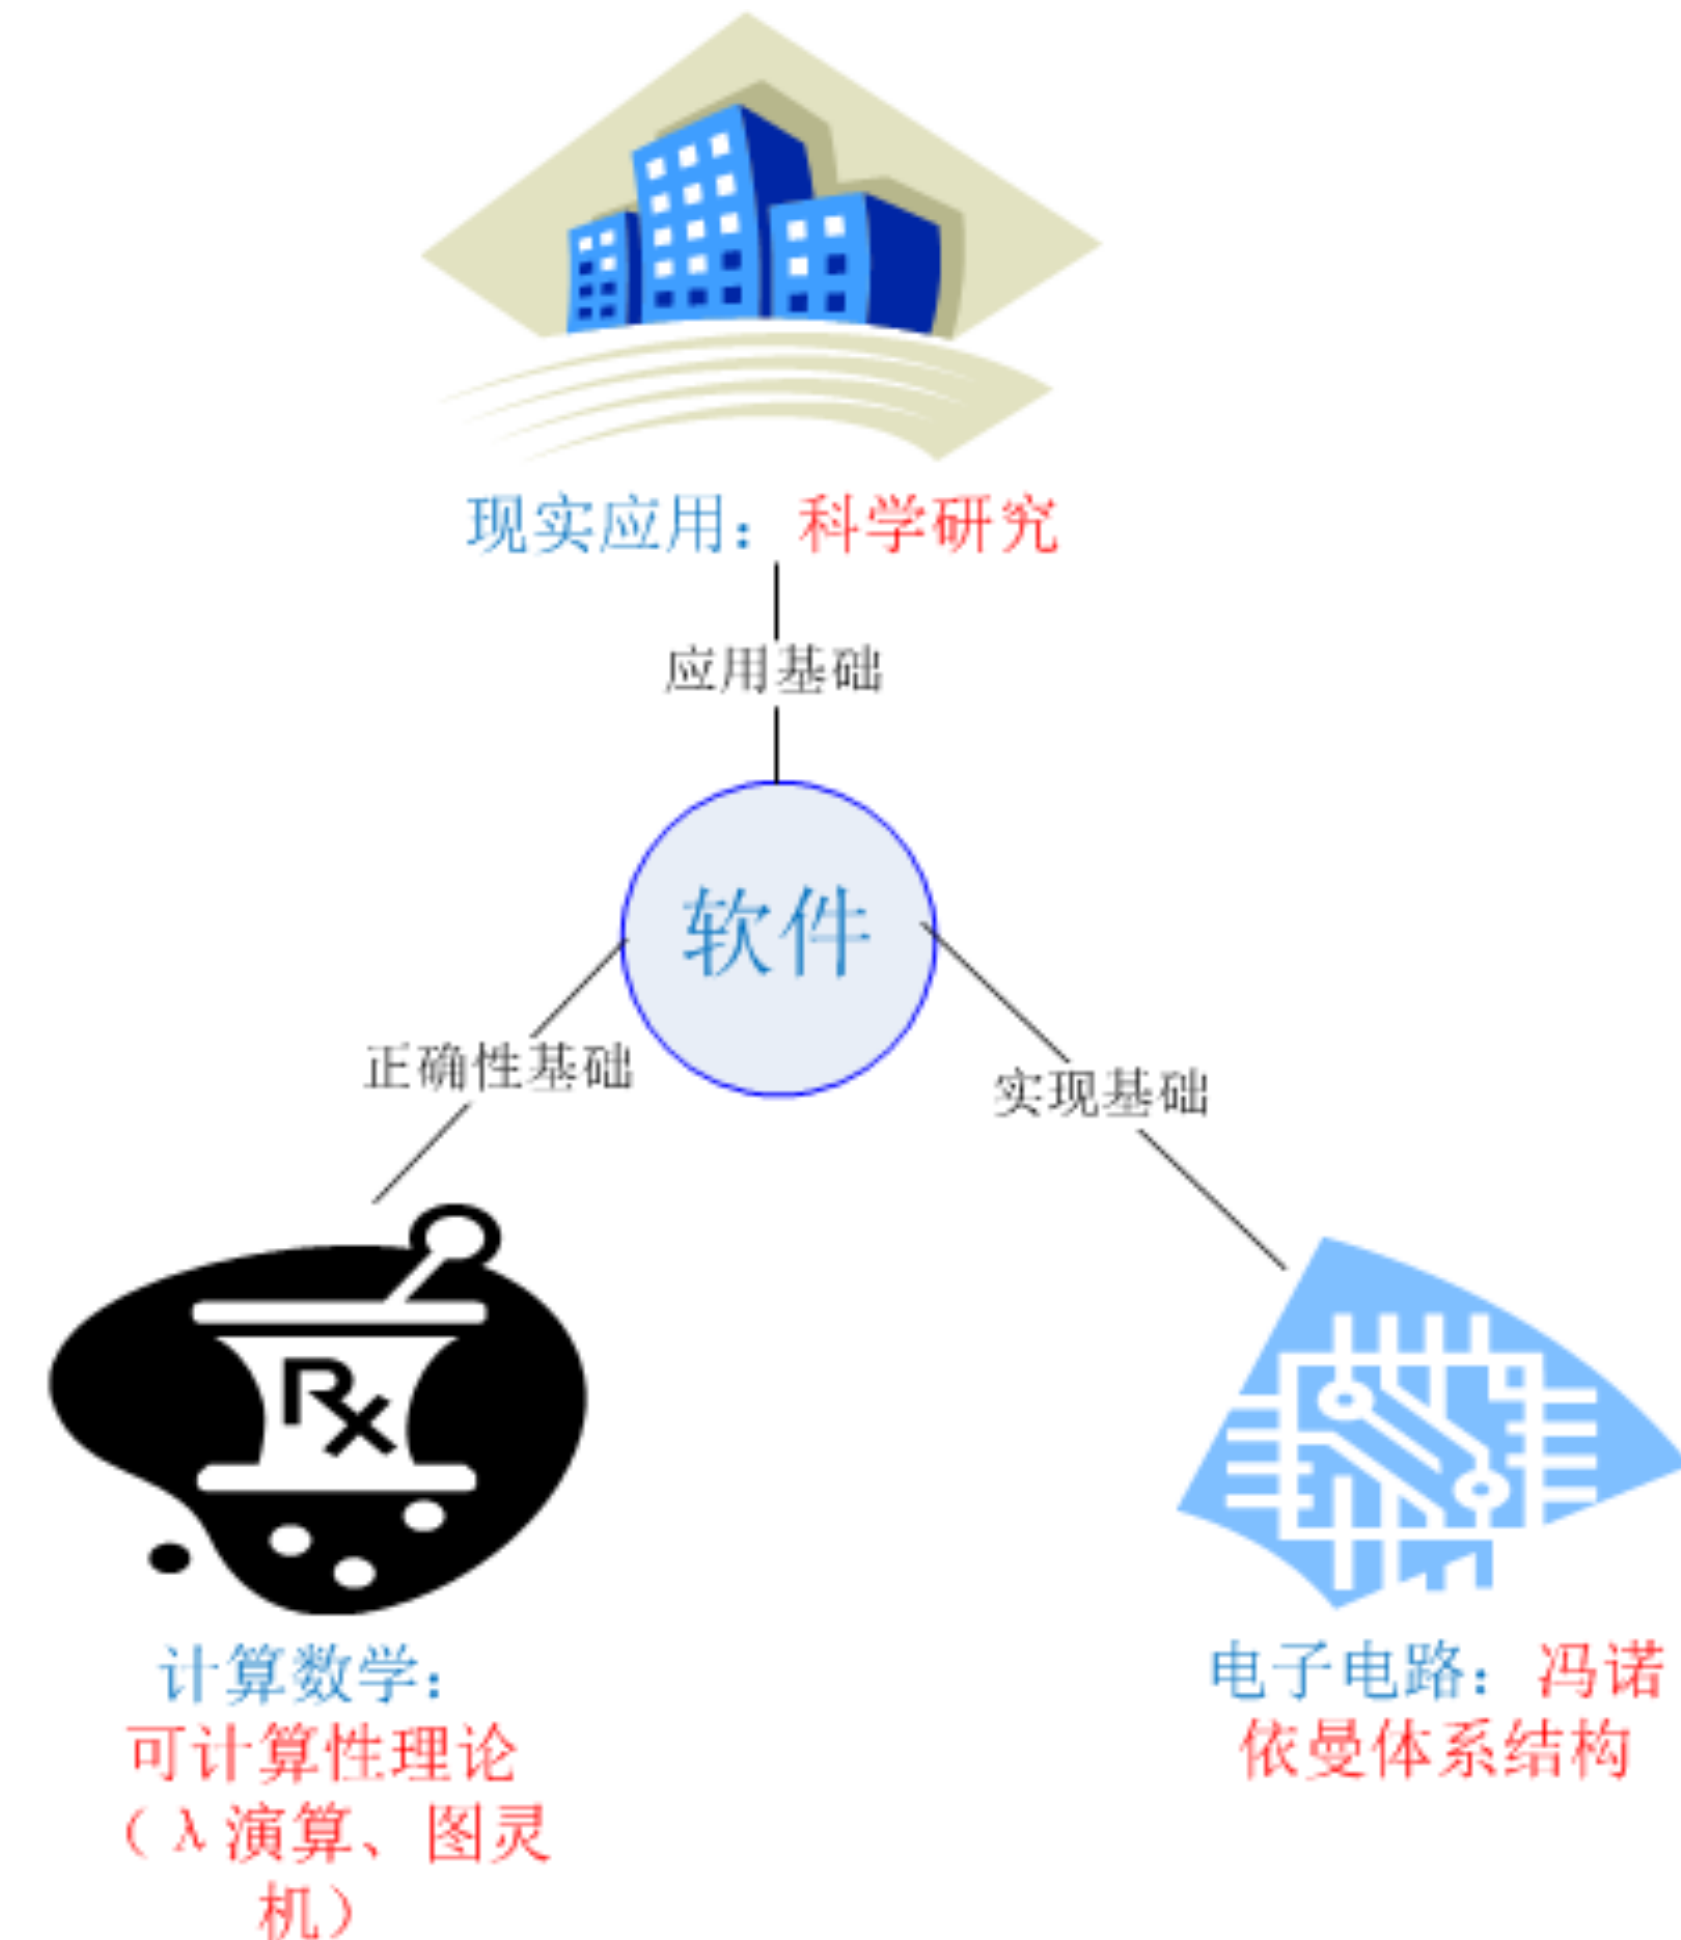 现实应用：科学研究
应用基础
软件
正确性基础
实现基础
Rx
计算数学：
可计算性理论
（λ演算、图灵
机）
电子电路：冯诺
依曼体系结构